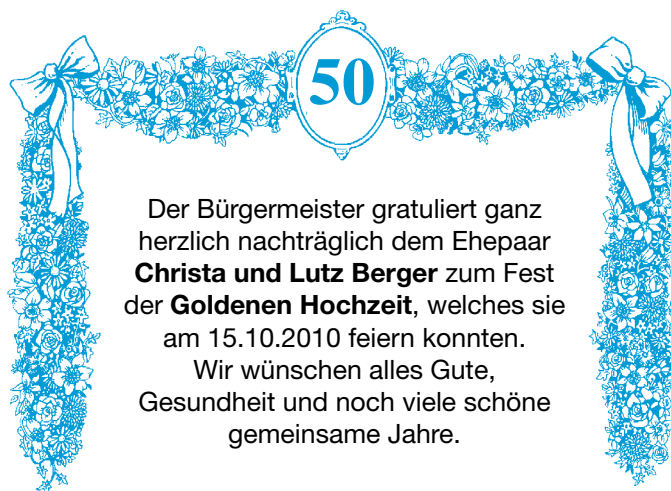 50
Der Bürgermeister gratuliert ganz
herzlich nachträglich dem Ehepaar
Christa und Lutz Berger zum Fest
der Goldenen Hochzeit, welches sie
am 15.10.2010 feiern konnten.
Wir wünschen alles Gute,
Gesundheit und noch viele schöne
gemeinsame Jahre.